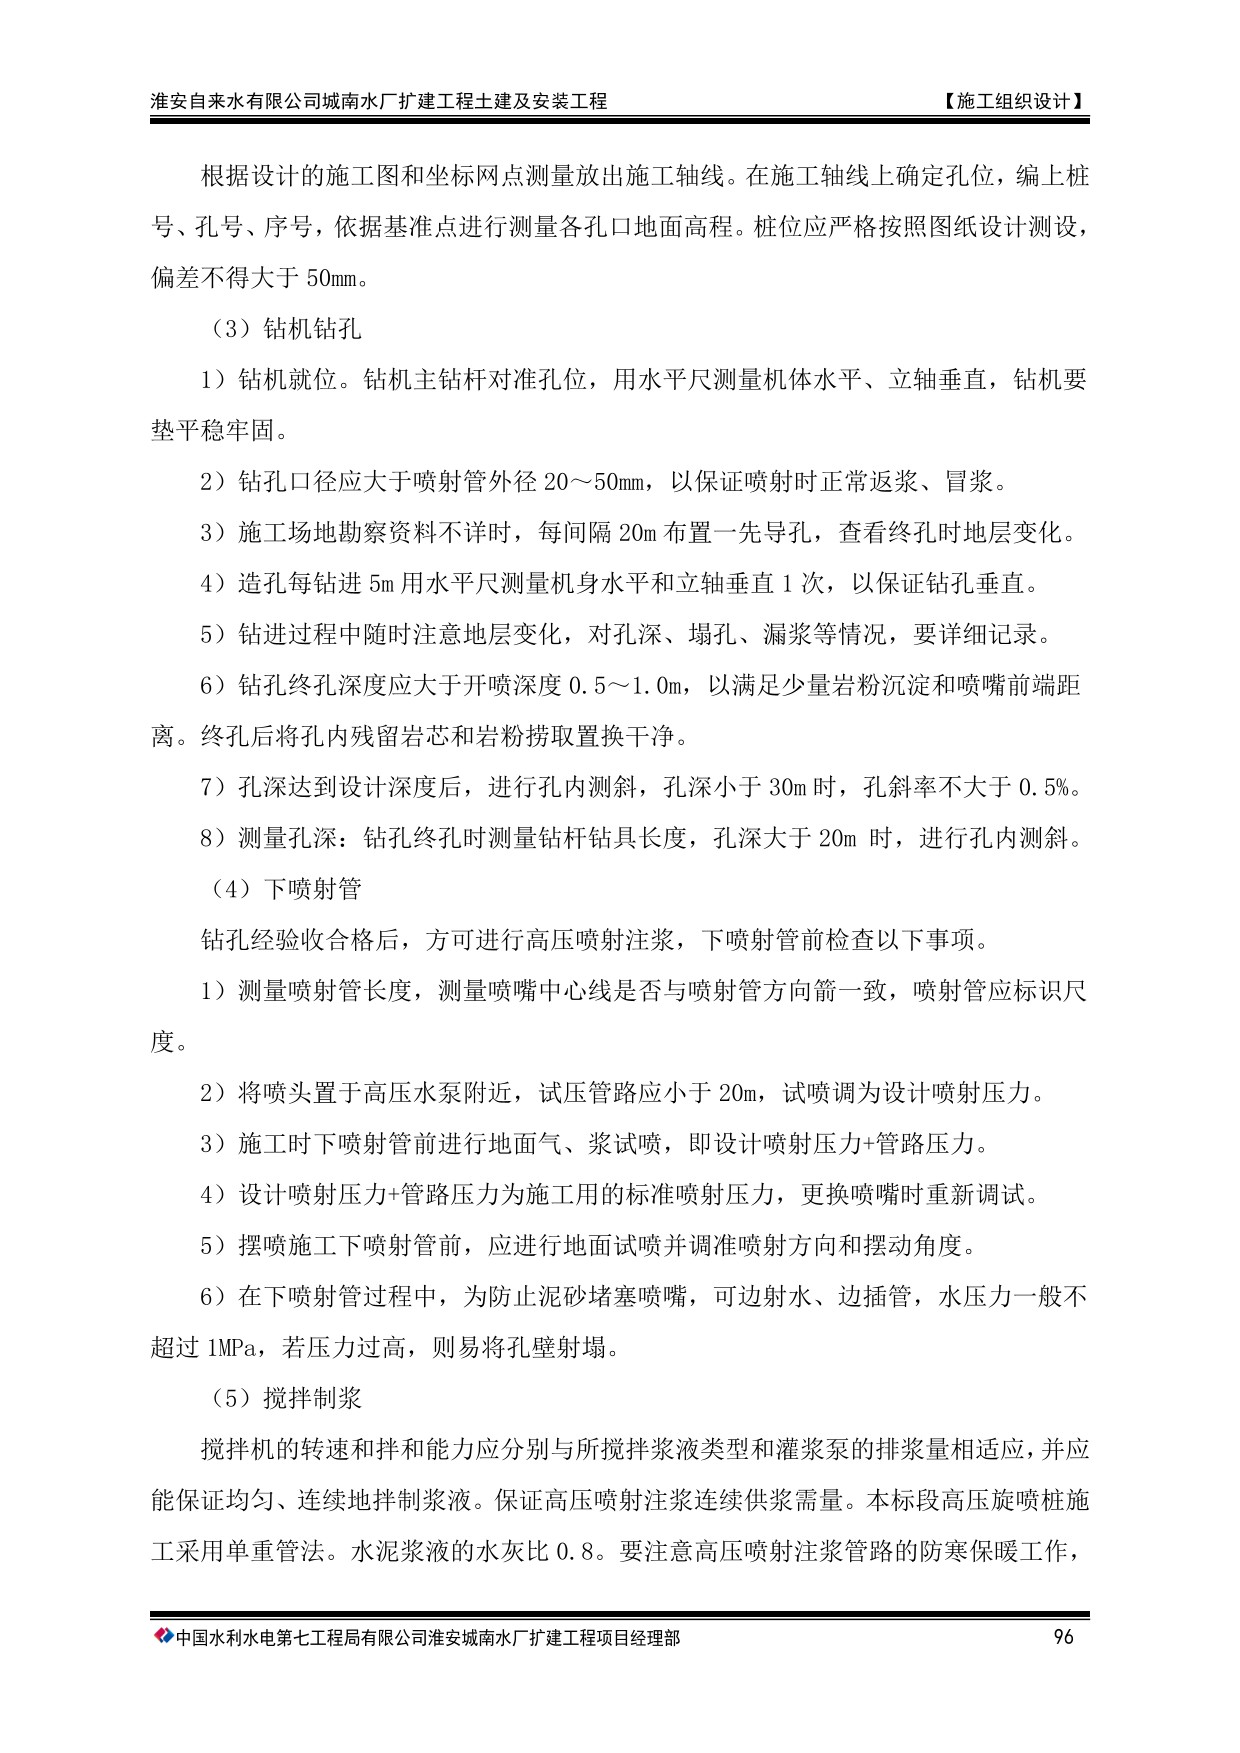 淮安自来水有限公司城南水厂扩建工程土建及安装工程 【施工组织设计】
根据设计的施工图和坐标网点测量放出施工轴线。在施工轴线上确定孔位，编上桩
号、孔号、序号，依据基准点进行测量各孔口地面高程。桩位应严格按照图纸设计测设，
偏差不得大于 50mm。
（3）钻机钻孔
1）钻机就位。钻机主钻杆对准孔位，用水平尺测量机体水平、立轴垂直，钻机要
垫平稳牢固。
2）钻孔口径应大于喷射管外径 20～50mm，以保证喷射时正常返浆、冒浆。
3）施工场地勘察资料不详时，每间隔 20m 布置一先导孔，查看终孔时地层变化。
4）造孔每钻进 5m 用水平尺测量机身水平和立轴垂直 1 次，以保证钻孔垂直。
5）钻进过程中随时注意地层变化，对孔深、塌孔、漏浆等情况，要详细记录。
6）钻孔终孔深度应大于开喷深度 0.5～1.0m，以满足少量岩粉沉淀和喷嘴前端距
离。终孔后将孔内残留岩芯和岩粉捞取置换干净。
7）孔深达到设计深度后，进行孔内测斜，孔深小于 30m 时，孔斜率不大于 0.5%。
8）测量孔深：钻孔终孔时测量钻杆钻具长度，孔深大于 20m 时，进行孔内测斜。
（4）下喷射管
钻孔经验收合格后，方可进行高压喷射注浆，下喷射管前检查以下事项。
1）测量喷射管长度，测量喷嘴中心线是否与喷射管方向箭一致，喷射管应标识尺
度。
2）将喷头置于高压水泵附近，试压管路应小于 20m，试喷调为设计喷射压力。
3）施工时下喷射管前进行地面气、浆试喷，即设计喷射压力+管路压力。
4）设计喷射压力+管路压力为施工用的标准喷射压力，更换喷嘴时重新调试。
5）摆喷施工下喷射管前，应进行地面试喷并调准喷射方向和摆动角度。
6）在下喷射管过程中，为防止泥砂堵塞喷嘴，可边射水、边插管，水压力一般不
超过 1MPa，若压力过高，则易将孔壁射塌。
（5）搅拌制浆
搅拌机的转速和拌和能力应分别与所搅拌浆液类型和灌浆泵的排浆量相适应，并应
能保证均匀、连续地拌制浆液。保证高压喷射注浆连续供浆需量。本标段高压旋喷桩施
工采用单重管法。水泥浆液的水灰比 0.8。要注意高压喷射注浆管路的防寒保暖工作，
中国水利水电第七工程局有限公司淮安城南水厂扩建工程项目经理部 96